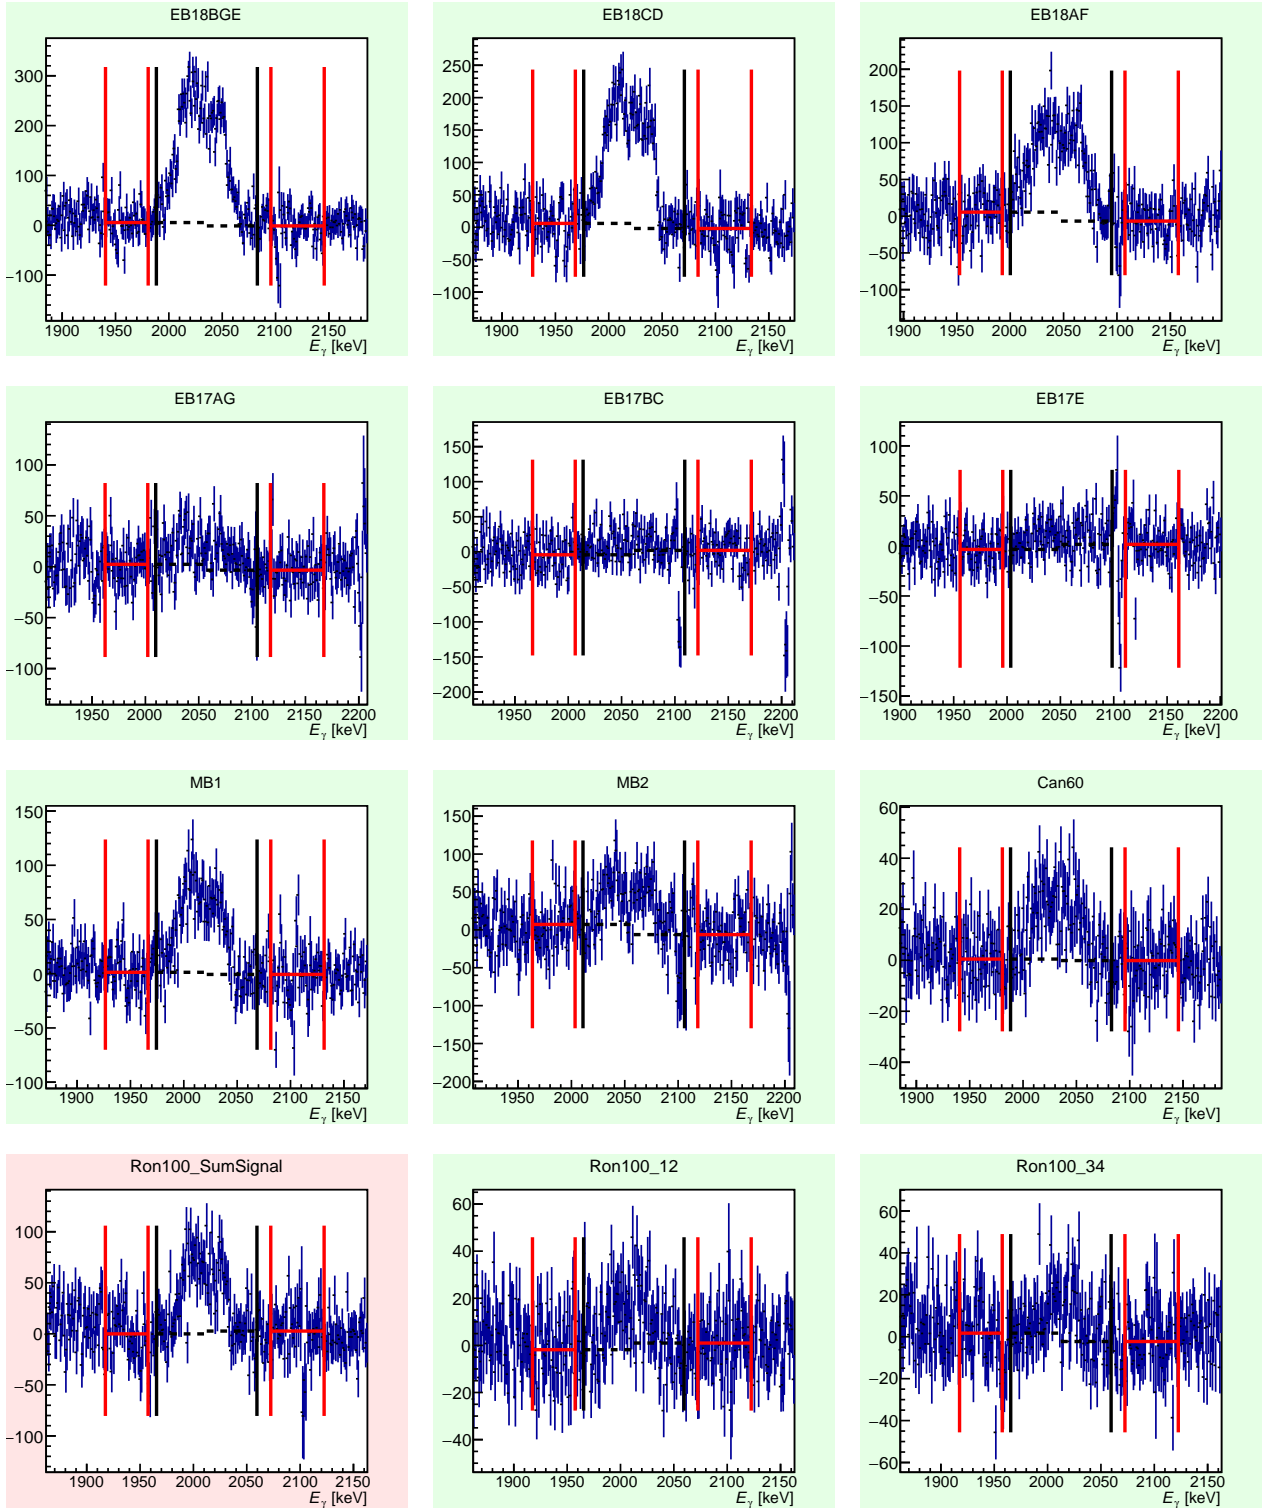 EB18BGE
300
200
100
0
−100
1900 1950 2000 2050 2100 2150
Eγ [keV]
EB18CD
250
200
150
100
50
0
−50
−100
1900 1950 2000 2050 2100 2150
Eγ [keV]
EB18AF
200
150
100
50
0
−50
−100
1900 1950 2000 2050 2100 2150
Eγ [keV]
EB17AG
100
50
0
−50
−100
1950 2000 2050 2100 2150 2200
Eγ [keV]
EB17BC
150
100
50
0
−50
−100
−150
−200
1950 2000 2050 2100 2150 2200
Eγ [keV]
EB17E
100
50
0
−50
−100
−150
1900 1950 2000 2050 2100 2150 2200
Eγ [keV]
MB1
150
100
50
0
−50
−100
1900 1950 2000 2050 2100 2150
Eγ [keV]
MB2
150
100
50
0
−50
−100
−150
−200
1950 2000 2050 2100 2150 2200
Eγ [keV]
Can60
60
40
20
0
−20
−40
1900 1950 2000 2050 2100 2150
Eγ [keV]
Ron100_SumSignal
100
50
0
−50
−100
1900 1950 2000 2050 2100 2150
Eγ [keV]
Ron100_12
60
40
20
0
−20
−40
1900 1950 2000 2050 2100 2150
Eγ [keV]
Ron100_34
60
40
20
0
−20
−40
−60
1900 1950 2000 2050 2100 2150
Eγ [keV]